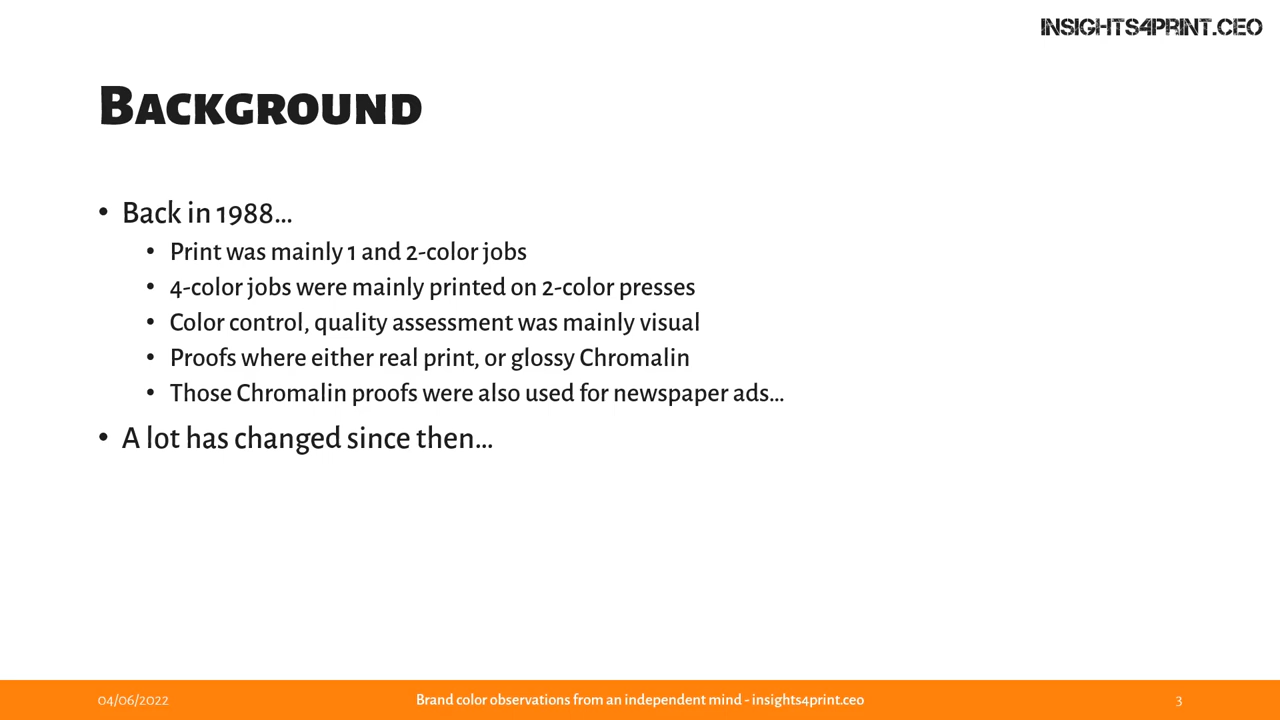 INSIGHTS4PRINT.CEO
Background
• Back in 1988…
• Print was mainly 1 and 2-color jobs
• 4-color jobs were mainly printed on 2-color presses
• Color control, quality assessment was mainly visual
• Proofs where either real print, or glossy Chromalin
• Those Chromalin proofs were also used for newspaper ads…
• A lot has changed since then…
04/06/2022
Brand color observations from an independent mind - insights4print.ceo
3